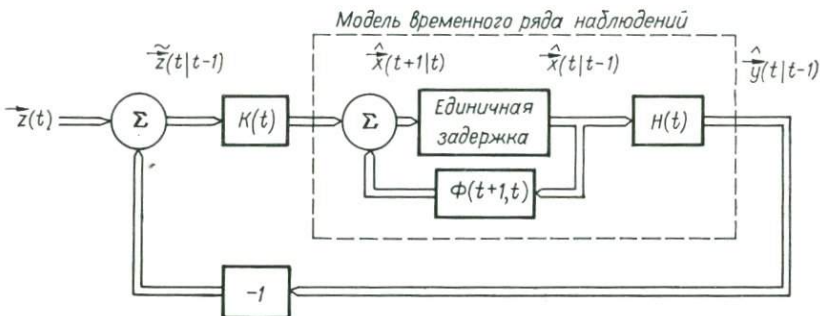 Модель временного ряда наблюдений
z̃(t|t-1)
x̂(t+1|t)
x̂(t|t-1)
ŷ(t|t-1)
z(t)
Σ
K(t)
Σ
Единичная
задержка
H(t)
Ф(t+1,t)
-1